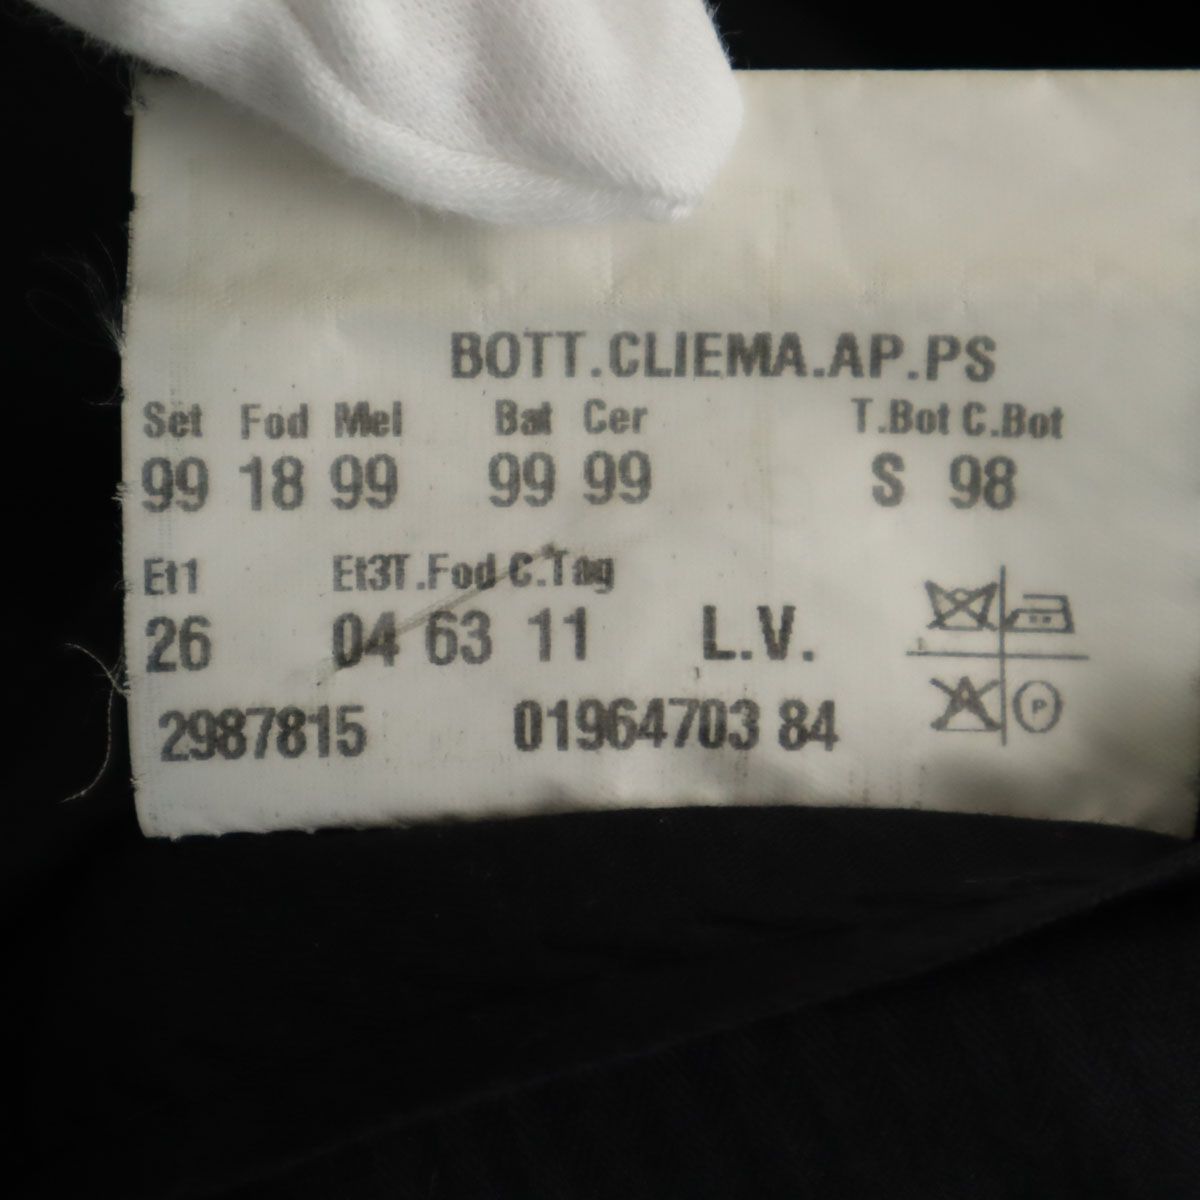 BOTT.CLIEMA.AP.PS
Set Fod Mel Bat Cer T.Bot C.Bot
99 18 99 99 99 S 98
Et1 Et3T.Fod C.Tag
26 04 63 11 L.V.
2987815 01964703 84
P